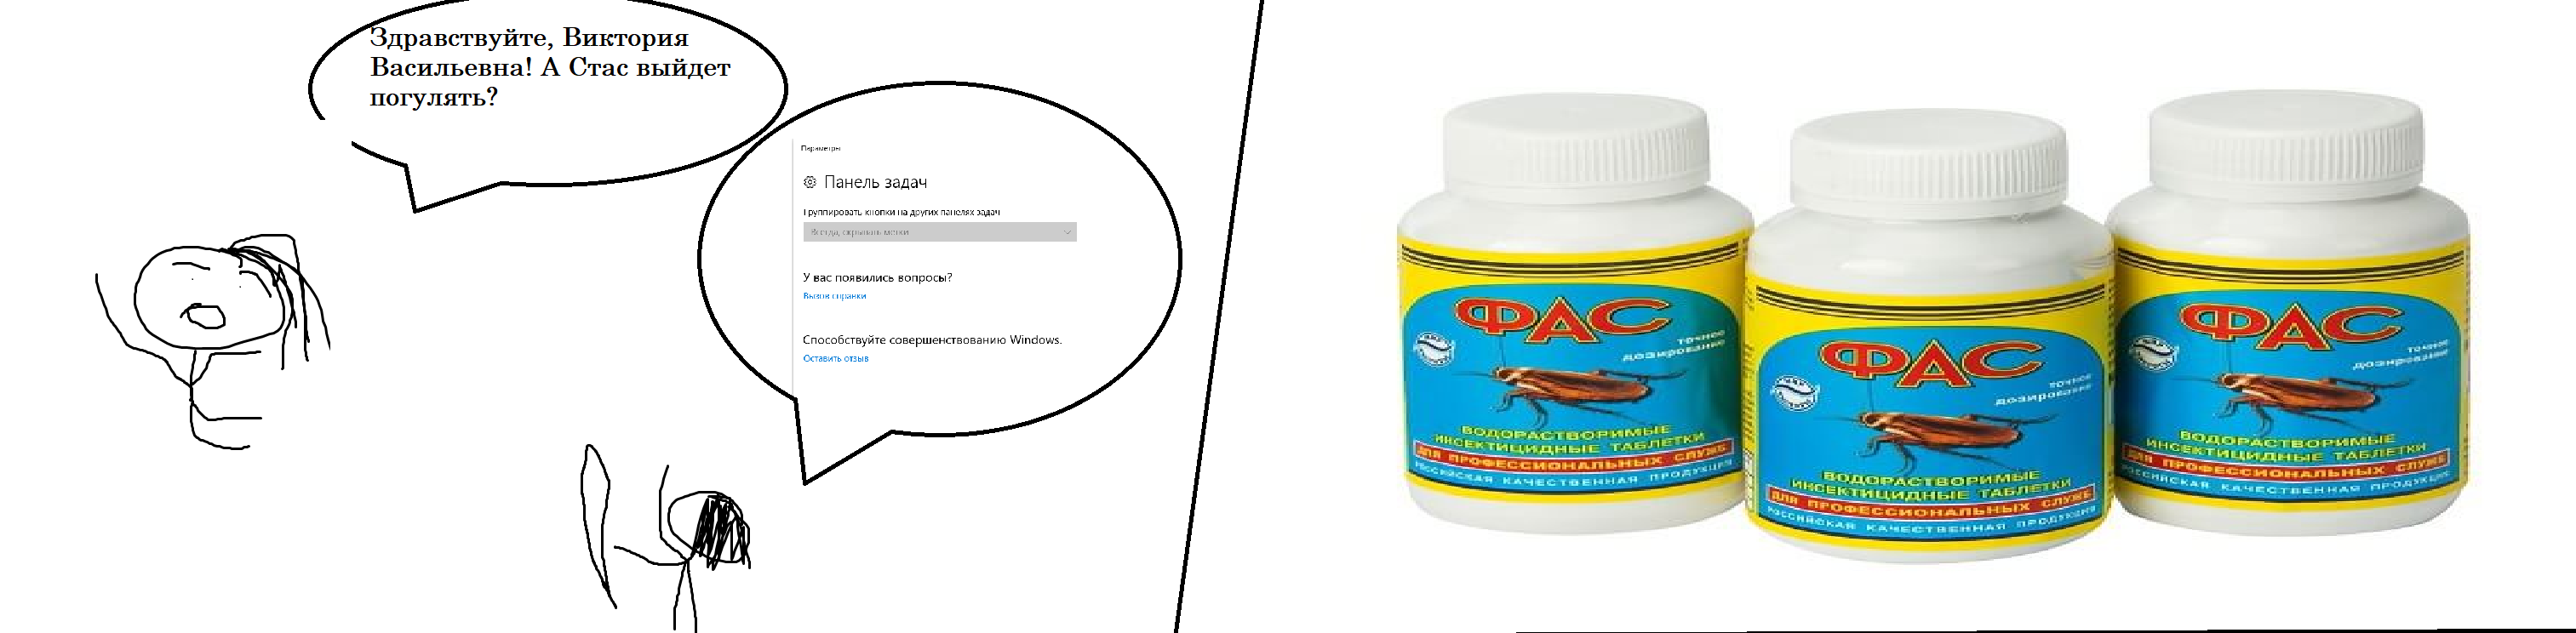 Здравствуйте, Виктория
Васильевна! А Стас выйдет
погулять?
Параметры
Панель задач
Группировать кнопки на других панелях задач
Всегда, скрывать метки
У вас появились вопросы?
Вызов справки
Способствуйте совершенствованию Windows.
Оставить отзыв
ФАС
точное
дозирование
ВОДОРАСТВОРИМЫЕ
ИНСЕКТИЦИДНЫЕ ТАБЛЕТКИ
ДЛЯ ПРОФЕССИОНАЛЬНЫХ СЛУЖБ
РОССИЙСКАЯ КАЧЕСТВЕННАЯ ПРОДУКЦИЯ
ФАС
точное
дозирование
ВОДОРАСТВОРИМЫЕ
ИНСЕКТИЦИДНЫЕ ТАБЛЕТКИ
ДЛЯ ПРОФЕССИОНАЛЬНЫХ СЛУЖБ
РОССИЙСКАЯ КАЧЕСТВЕННАЯ ПРОДУКЦИЯ
ФАС
точное
дозирование
ВОДОРАСТВОРИМЫЕ
ИНСЕКТИЦИДНЫЕ ТАБЛЕТКИ
ДЛЯ ПРОФЕССИОНАЛЬНЫХ СЛУЖБ
РОССИЙСКАЯ КАЧЕСТВЕННАЯ ПРОДУКЦИЯ